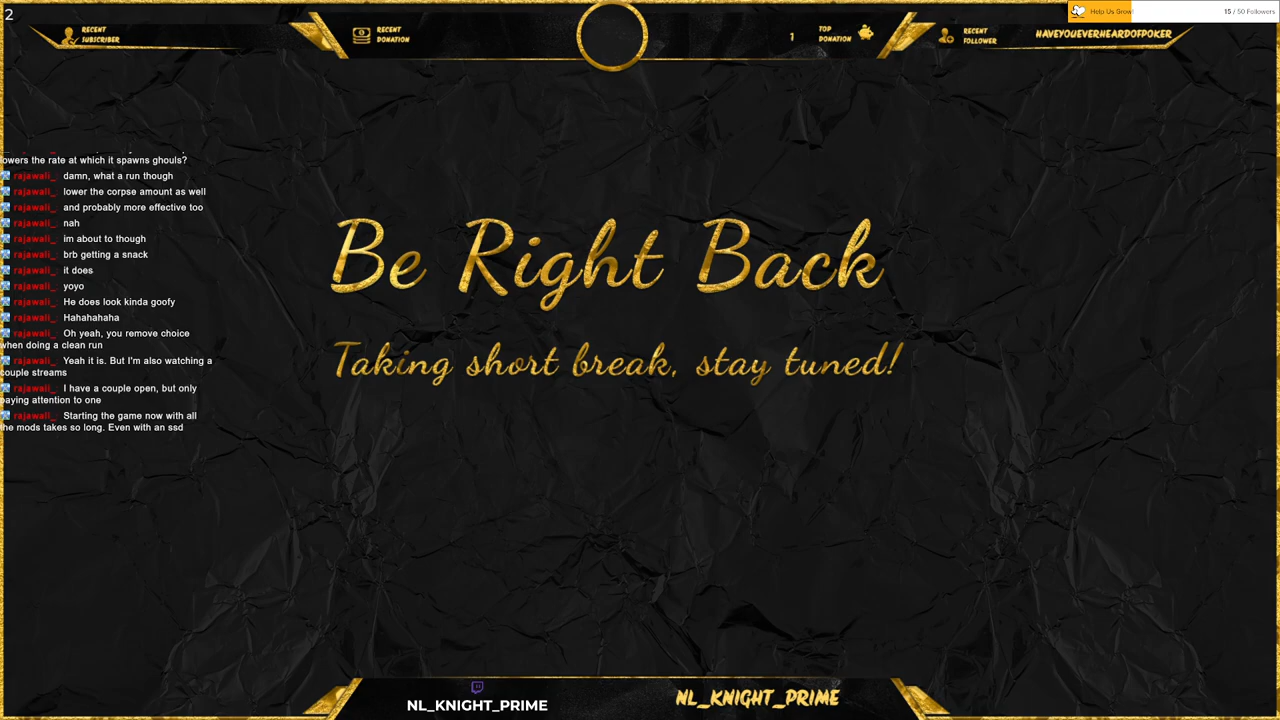 2
RECENT
SUBSCRIBER
RECENT
DONATION
1
TOP
DONATION
RECENT
FOLLOWER
HAVEYOUEVERHEARDOFPOKER
Help Us Grow!
15 / 50 Followers
lowers the rate at which it spawns ghouls?
rajawali_ damn, what a run though
rajawali_ lower the corpse amount as well
rajawali_ and probably more effective too
rajawali_ nah
rajawali_ im about to though
rajawali_ brb getting a snack
rajawali_ it does
rajawali_ yoyo
rajawali_ He does look kinda goofy
rajawali_ Hahahahaha
rajawali_ Oh yeah, you remove choice
when doing a clean run
rajawali_ Yeah it is. But I'm also watching a
couple streams
rajawali_ I have a couple open, but only
paying attention to one
rajawali_ Starting the game now with all
the mods takes so long. Even with an ssd
Be Right Back
Taking short break, stay tuned!
NL_KNIGHT_PRIME
NL_KNIGHT_PRIME